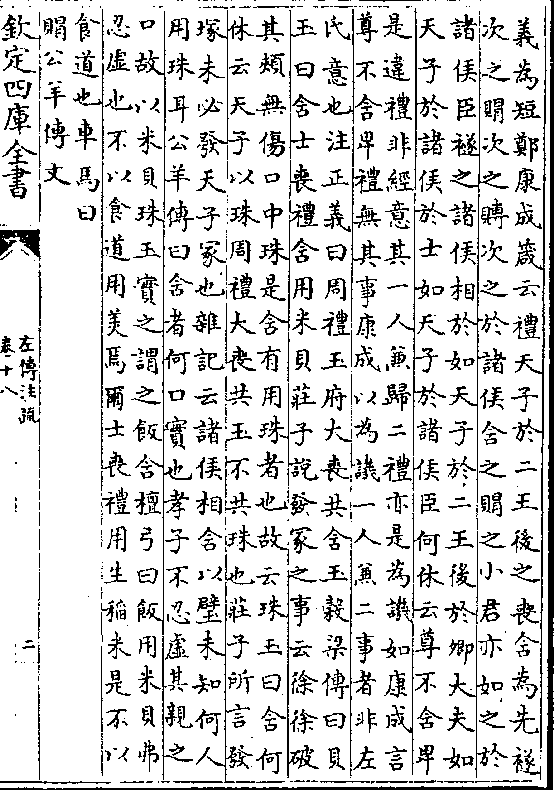 義為短鄭康成箴云禮天子於二王後之喪含為先襚
次之賵次之賻次之於諸侯含之賵之小君亦如之於
諸侯臣襚之諸侯相於如天子於二王後於卿大夫如
天子於諸侯於士如天子於諸侯臣何休云尊不含卑
是違禮非經意其一人兼歸二禮亦是為譏如康成言
尊不含卑禮無其事康成以為譏一人兼二事者非左
氏意也注正義曰周禮玉府大喪共含玉穀梁傳曰貝
玉曰含士喪禮含用米貝莊子說發冢之事云徐徐破
其頰無傷口中珠是含有用珠者也故云珠玉曰含何
休云天子以珠周禮大喪共玉不共珠也莊子所言發
塚未必發天子冢也雜記云諸侯相含以璧未知何人
用珠耳公羊傳曰含者何口實也孝子不忍虛其親之
口故以米貝珠玉實之謂之飯含檀弓曰飯用米貝弗
忍虛也不以食道用美焉爾士喪禮用生稻米是不以
食道也車馬曰
賵公羊傳文
欽定四庫全書
左傳注疏
卷十八
二